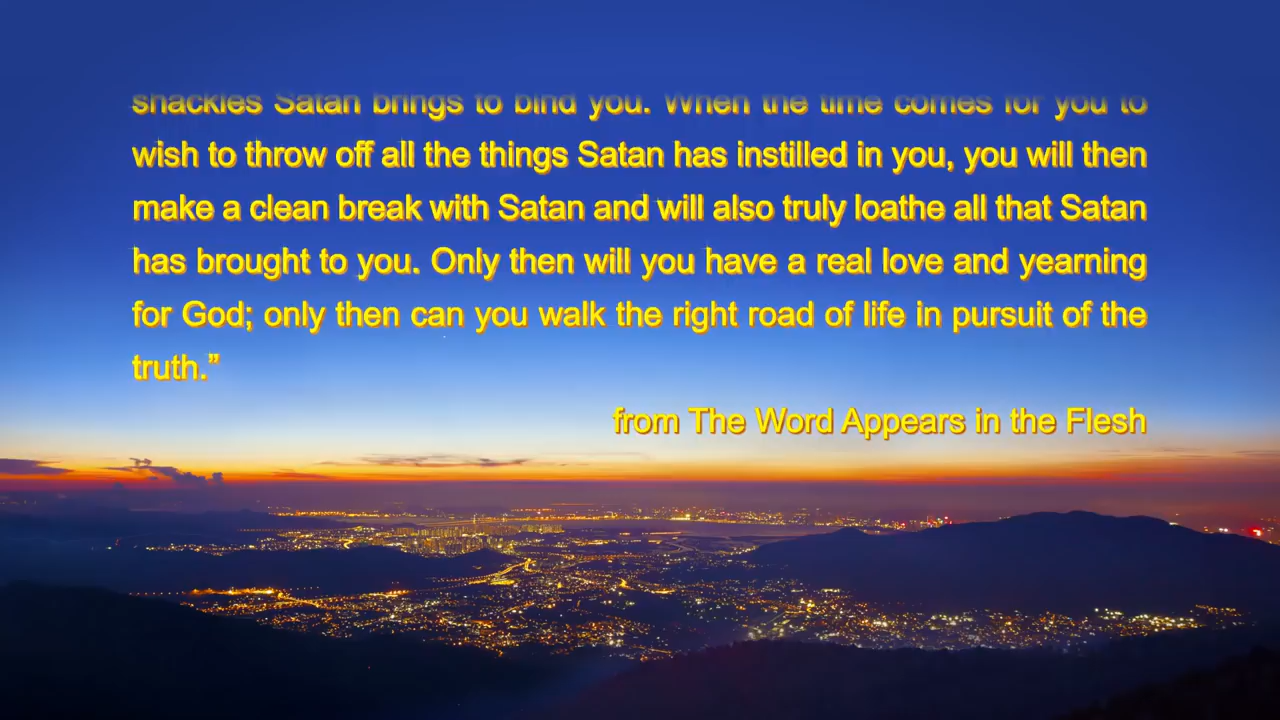 shackles Satan brings to bind you. When the time comes for you to
wish to throw off all the things Satan has instilled in you, you will then
make a clean break with Satan and will also truly loathe all that Satan
has brought to you. Only then will you have a real love and yearning
for God; only then can you walk the right road of life in pursuit of the
truth.”
from The Word Appears in the Flesh